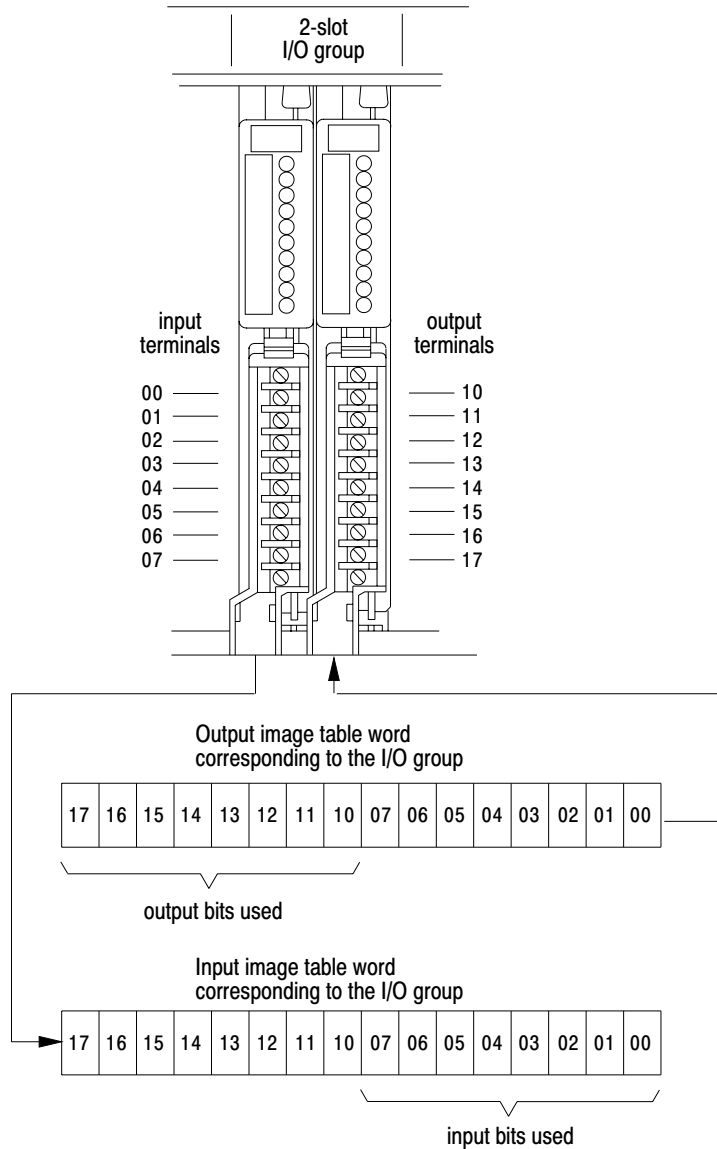 2-slot
I/O group
input
terminals
output
terminals
00
01
02
03
04
05
06
07
10
11
12
13
14
15
16
17
Output image table word
corresponding to the I/O group
17 16 15 14 13 12 11 10 07 06 05 04 03 02 01 00
output bits used
Input image table word
corresponding to the I/O group
17 16 15 14 13 12 11 10 07 06 05 04 03 02 01 00
input bits used